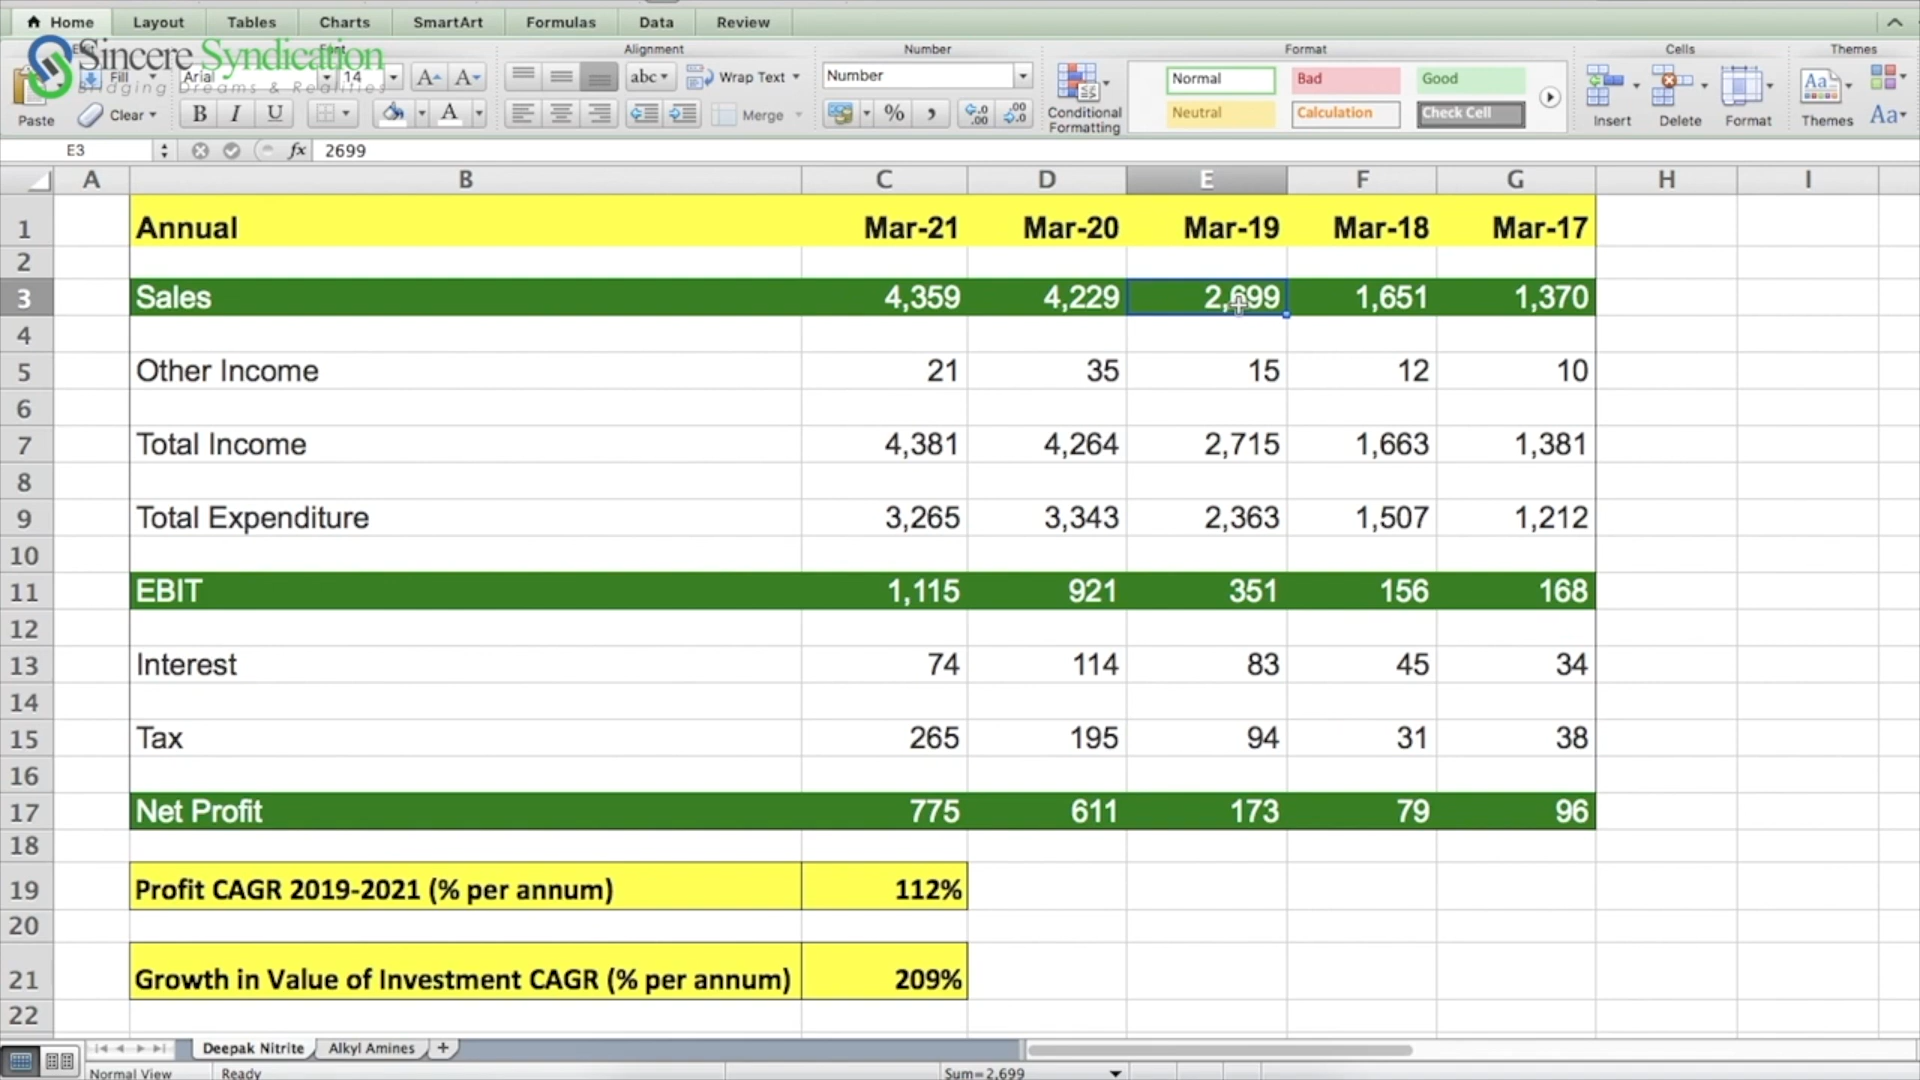 Home Layout Tables Charts SmartArt Formulas Data Review
Sincere Syndication
Bridging Dreams & Realities
Font Alignment Number Format Cells Themes
Fill Arial 14 A A abc Wrap Text Number Normal Bad Good
Paste Clear B I U A Merge % , .0 .00 Conditional Formatting Neutral Calculation Check Cell Insert Delete Format Themes Aa
E3 fx 2699
A B C D E F G H I
1 Annual Mar-21 Mar-20 Mar-19 Mar-18 Mar-17
2
3 Sales 4,359 4,229 2,699 1,651 1,370
4
5 Other Income 21 35 15 12 10
6
7 Total Income 4,381 4,264 2,715 1,663 1,381
8
9 Total Expenditure 3,265 3,343 2,363 1,507 1,212
10
11 EBIT 1,115 921 351 156 168
12
13 Interest 74 114 83 45 34
14
15 Tax 265 195 94 31 38
16
17 Net Profit 775 611 173 79 96
18
19 Profit CAGR 2019-2021 (% per annum) 112%
20
21 Growth in Value of Investment CAGR (% per annum) 209%
22
Deepak Nitrite Alkyl Amines +
Normal View Ready Sum=2,699